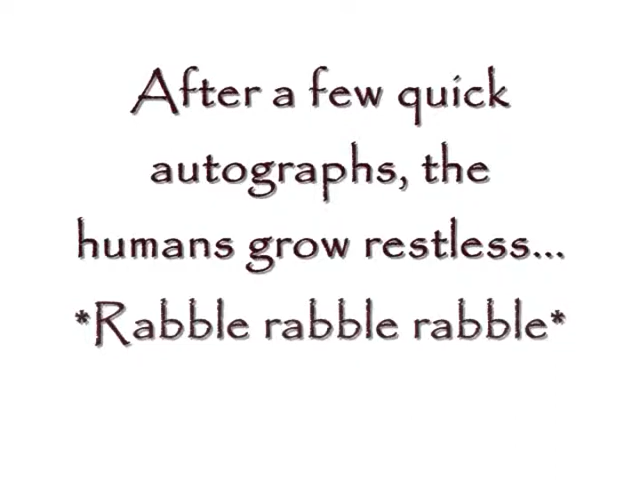 After a few quick
autographs, the
humans grow restless...
*Rabble rabble rabble*